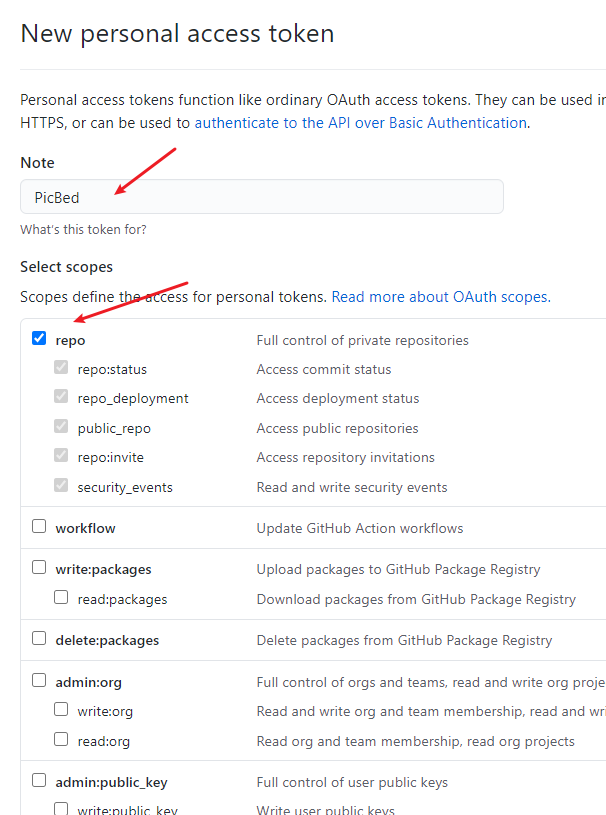 New personal access token
Personal access tokens function like ordinary OAuth access tokens. They can be used
HTTPS, or can be used to authenticate to the API over Basic Authentication.
Note
PicBed
What's this token for?
Select scopes
Scopes define the access for personal tokens. Read more about OAuth scopes.
repo Full control of private repositories
repo:status Access commit status
repo_deployment Access deployment status
public_repo Access public repositories
repo:invite Access repository invitations
security_events Read and write security events
workflow Update GitHub Action workflows
write:packages Upload packages to GitHub Package Registry
read:packages Download packages from GitHub Package Registry
delete:packages Delete packages from GitHub Package Registry
admin:org Full control of orgs and teams, read and write org
write:org Read and write org and team membership, read and
read:org Read org and team membership, read org projects
admin:public_key Full control of user public keys
write:public_key Write user public keys